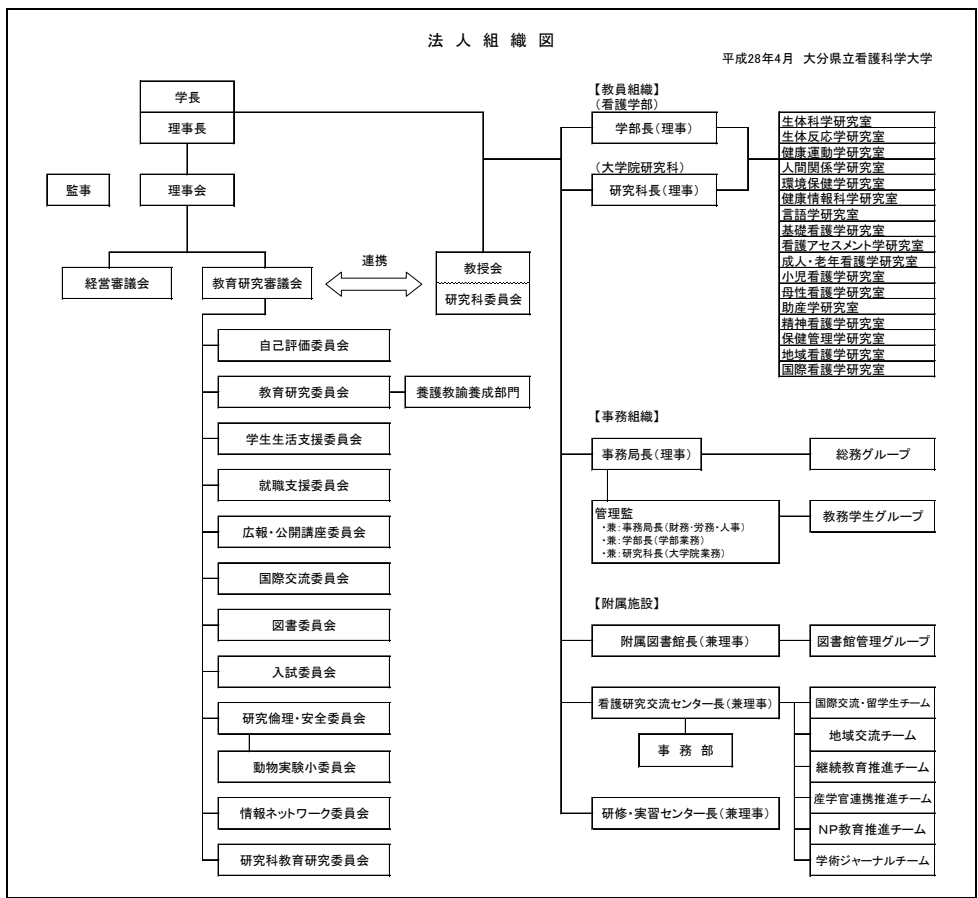 法人組織図
平成28年4月 大分県立看護科学大学
学長
理事長
監事
理事会
経営審議会
教育研究審議会
連携
教授会
研究科委員会
自己評価委員会
教育研究委員会
養護教諭養成部門
学生生活支援委員会
就職支援委員会
広報・公開講座委員会
国際交流委員会
図書委員会
入試委員会
研究倫理・安全委員会
動物実験小委員会
情報ネットワーク委員会
研究科教育研究委員会
【教員組織】
(看護学部)
学部長(理事)
(大学院研究科)
研究科長(理事)
生体科学研究室
生体反応学研究室
健康運動学研究室
人間関係学研究室
環境保健学研究室
健康情報科学研究室
言語学研究室
基礎看護学研究室
看護アセスメント学研究室
成人・老年看護学研究室
小児看護学研究室
母性看護学研究室
助産学研究室
精神看護学研究室
保健管理学研究室
地域看護学研究室
国際看護学研究室
【事務組織】
事務局長(理事)
総務グループ
管理監
・兼:事務局長(財務・労務・人事)
・兼:学部長(学部業務)
・兼:研究科長(大学院業務)
教務学生グループ
【附属施設】
附属図書館長(兼理事)
図書館管理グループ
看護研究交流センター長(兼理事)
事務部
国際交流・留学生チーム
地域交流チーム
継続教育推進チーム
産学官連携推進チーム
NP教育推進チーム
学術ジャーナルチーム
研修・実習センター長(兼理事)